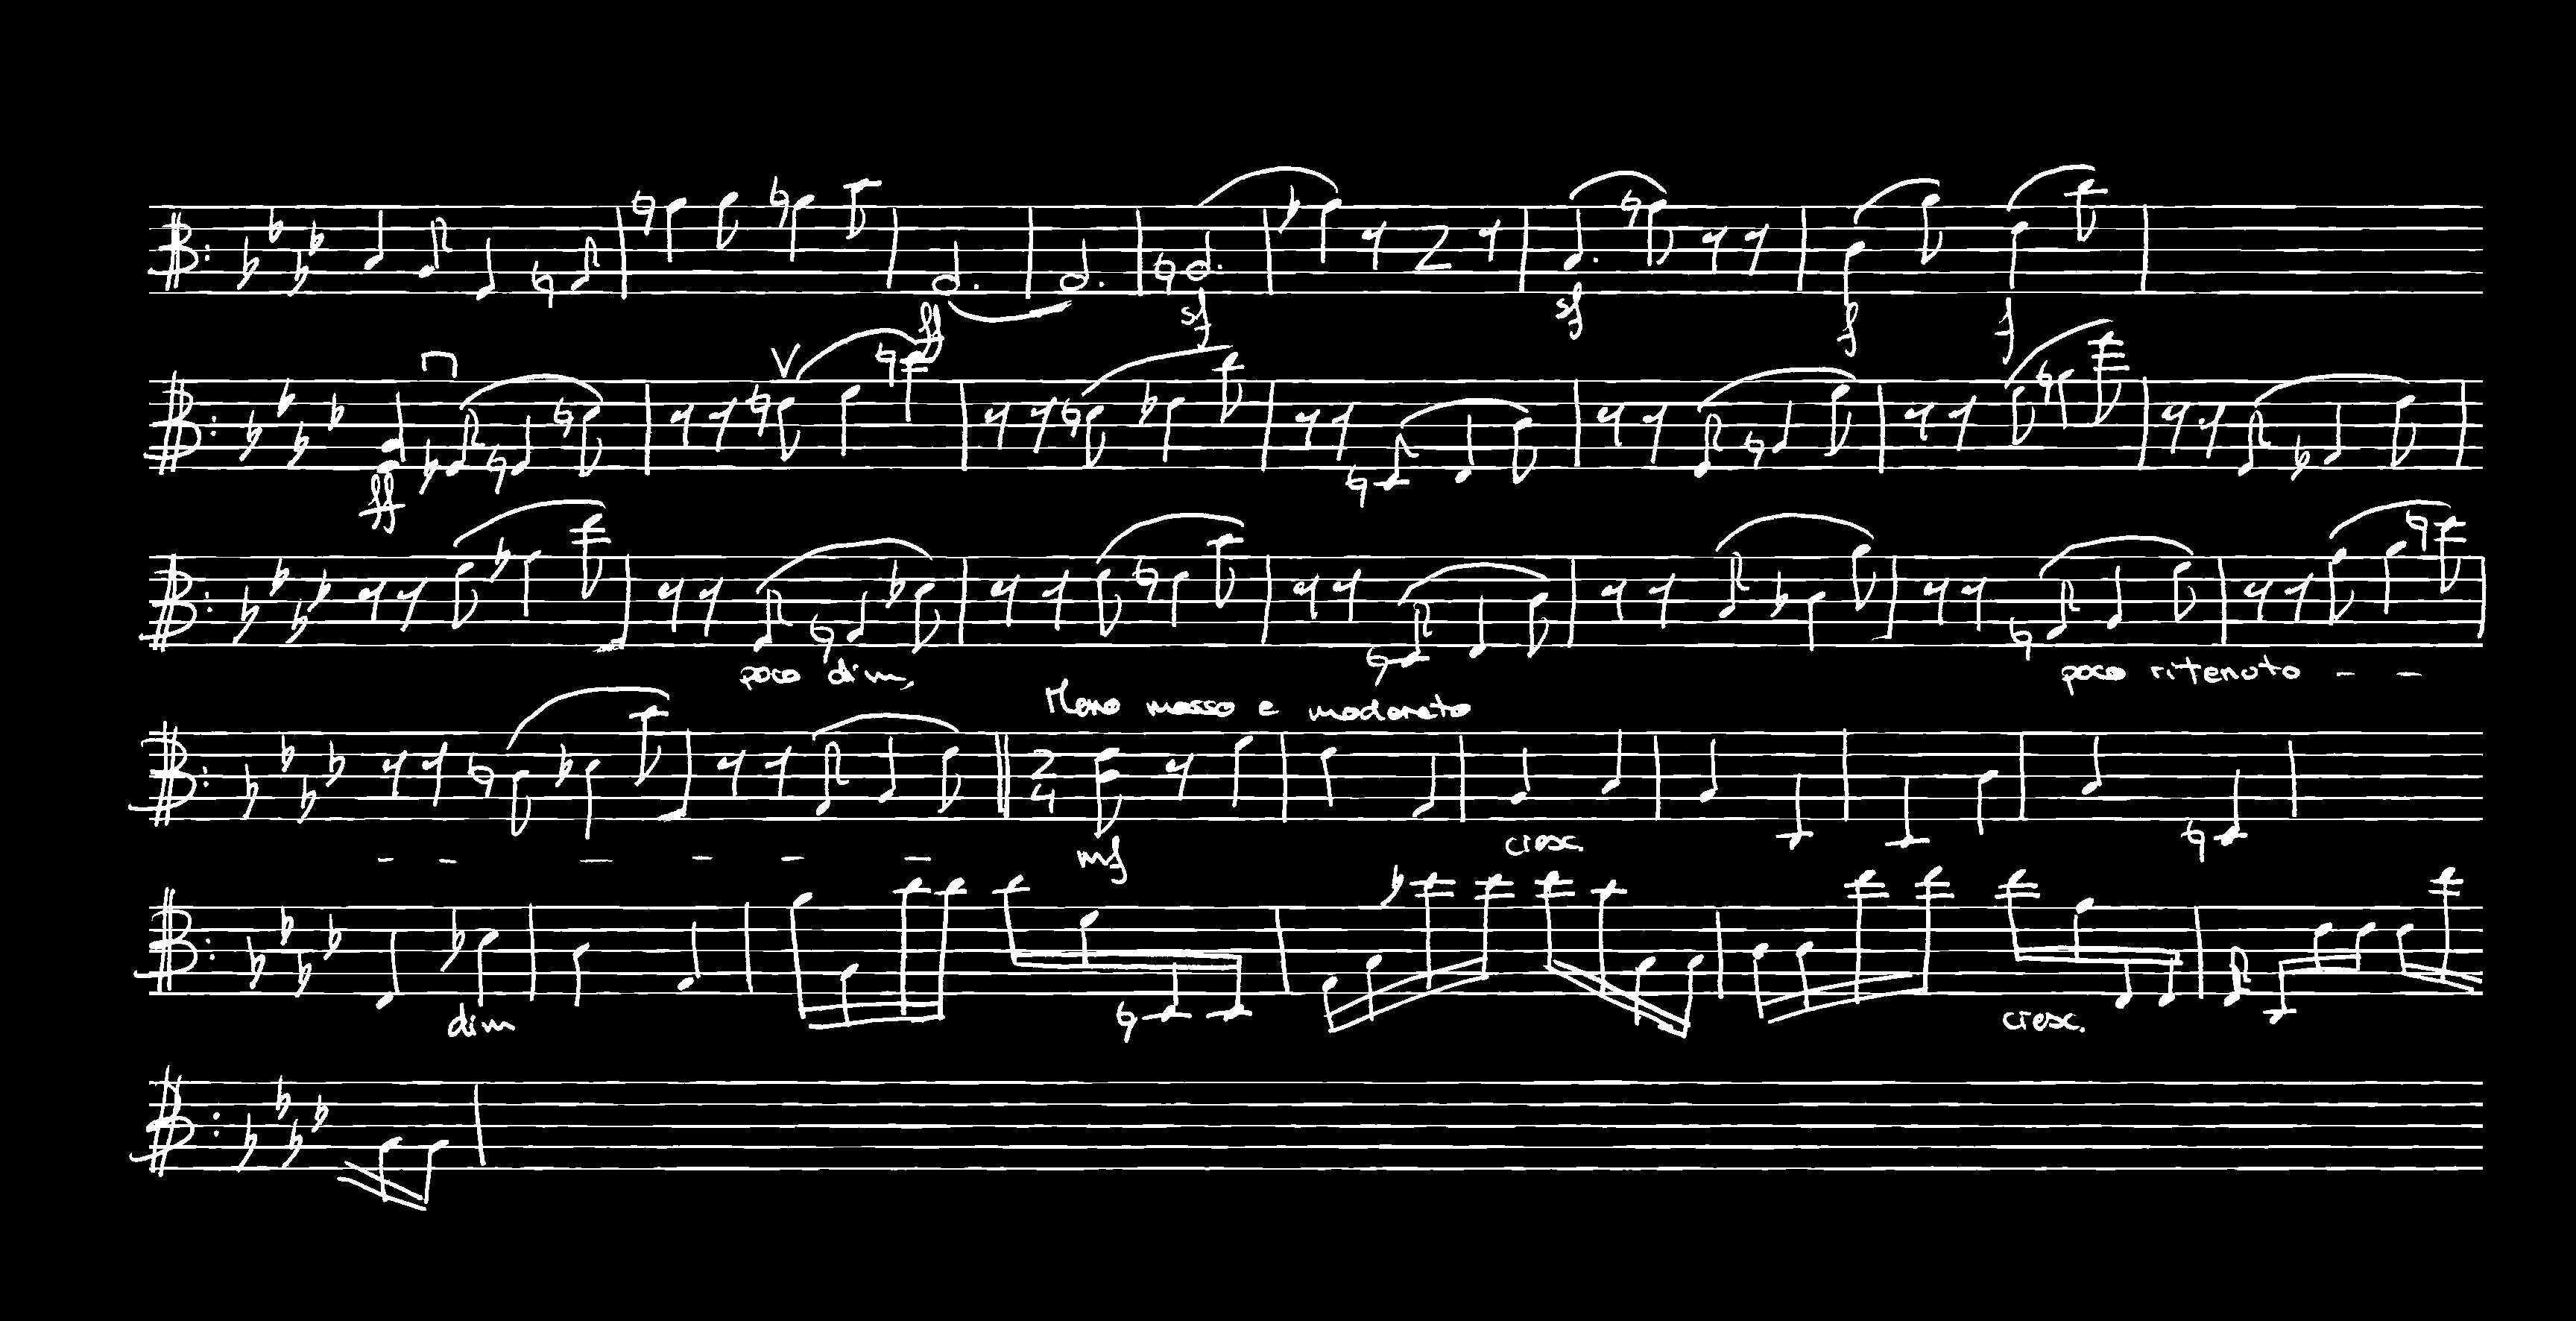 ff sf sf f f
ff
poco dim. poco ritenuto - -
Meno mosso e moderato
2 4
- - - - - - mf cresc.
dim cresc.